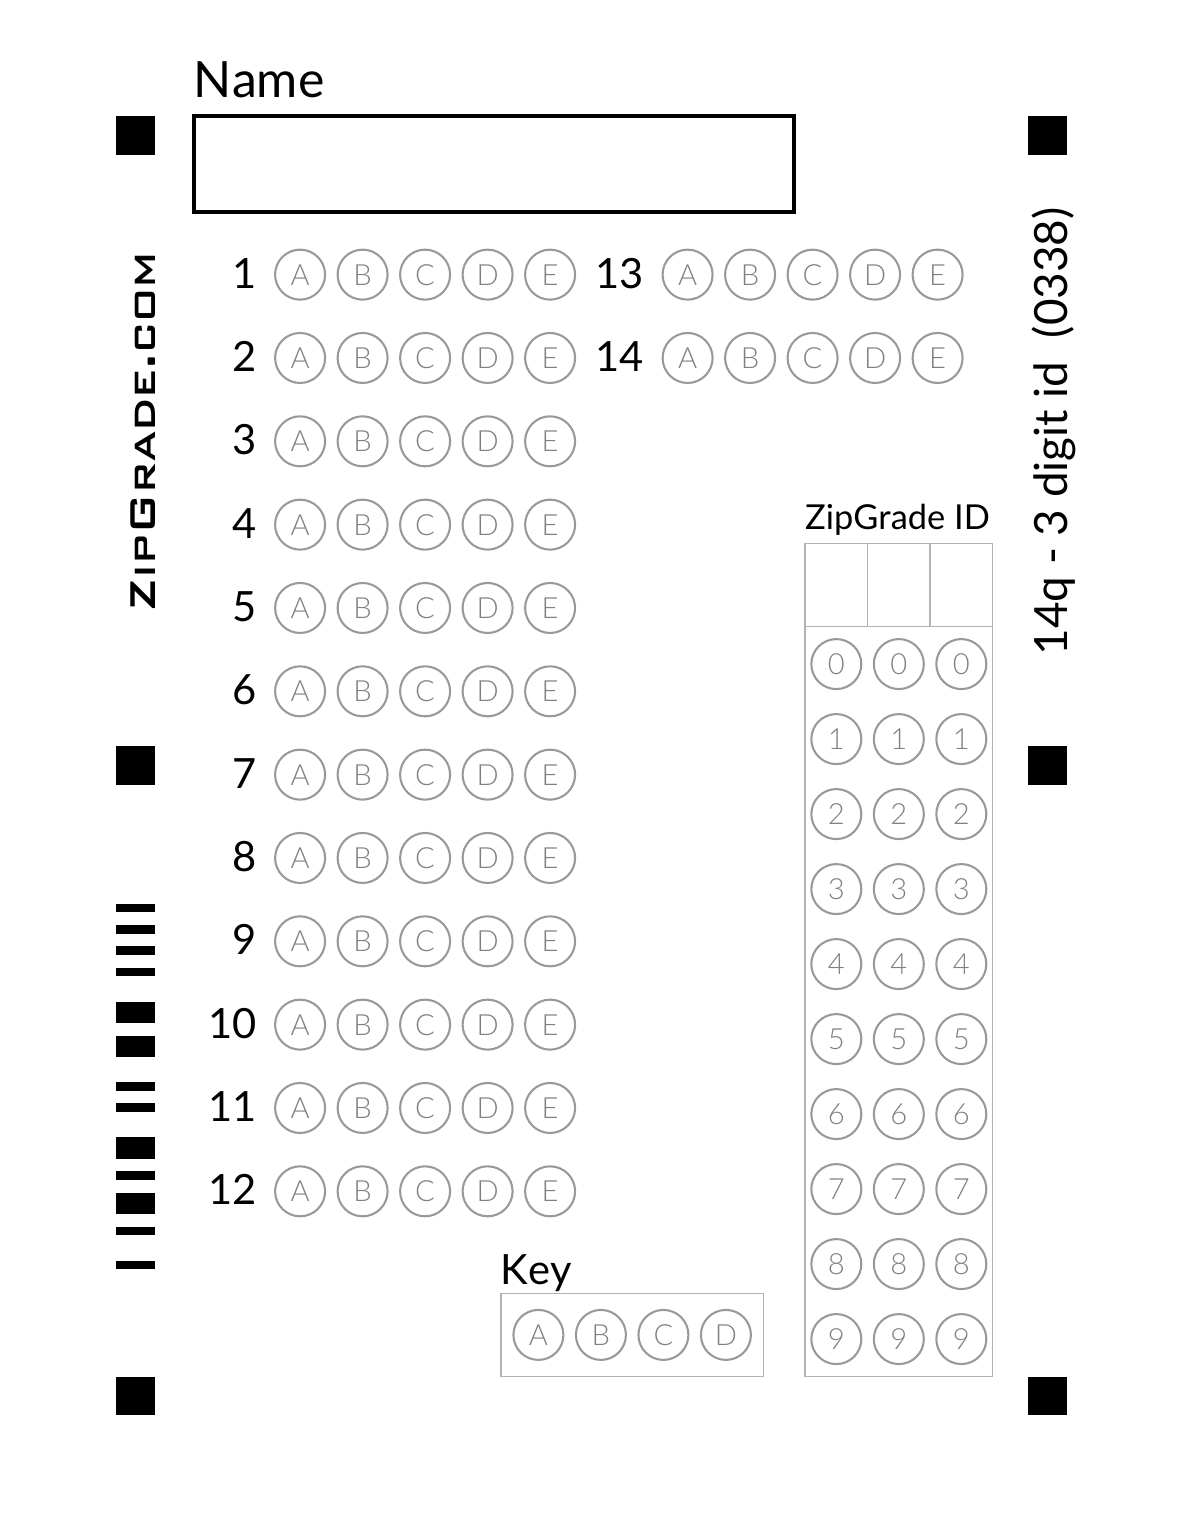 Name
ZIPGRADE.COM
14q - 3 digit id (0338)
1 A B C D E 13 A B C D E
2 A B C D E 14 A B C D E
3 A B C D E
4 A B C D E
5 A B C D E
6 A B C D E
7 A B C D E
8 A B C D E
9 A B C D E
10 A B C D E
11 A B C D E
12 A B C D E
ZipGrade ID
0 0 0
1 1 1
2 2 2
3 3 3
4 4 4
5 5 5
6 6 6
7 7 7
8 8 8
9 9 9
Key
A B C D